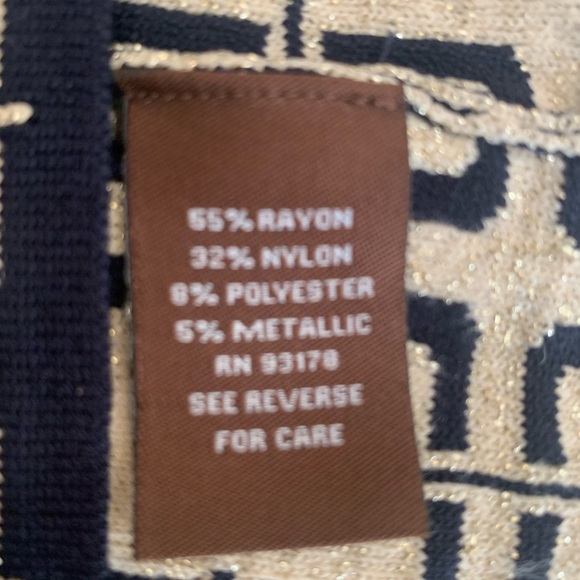 55% RAYON
32% NYLON
8% POLYESTER
5% METALLIC
RN 93178
SEE REVERSE
FOR CARE